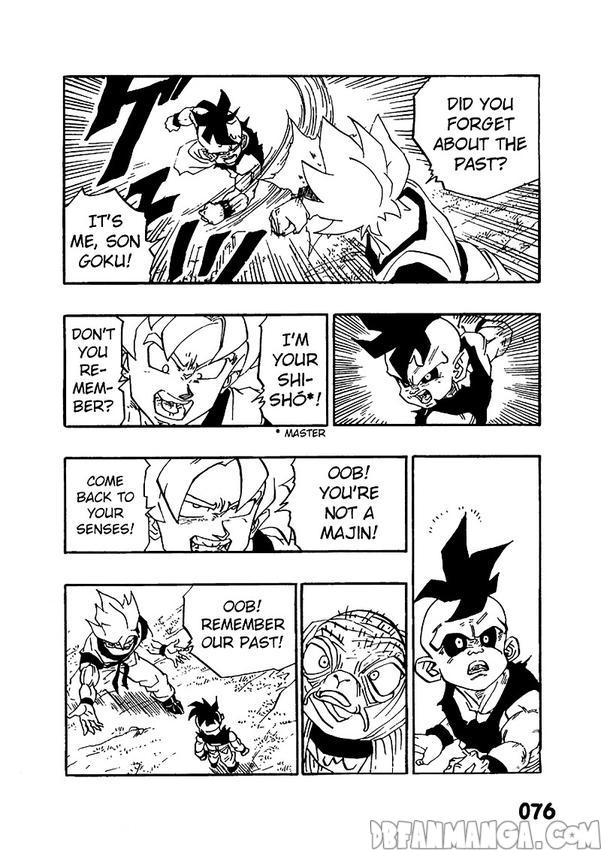 DID YOU
FORGET
ABOUT THE
PAST?
IT'S
ME, SON
GOKU!
I'M
YOUR
SHI-
SHŌ*!
DON'T
YOU
RE-
MEM-
BER?
* MASTER
OOB!
YOU'RE
NOT A
MAJIN!
COME
BACK TO
YOUR
SENSES!
OOB!
REMEMBER
OUR PAST!
076
DBFANMANGA.COM